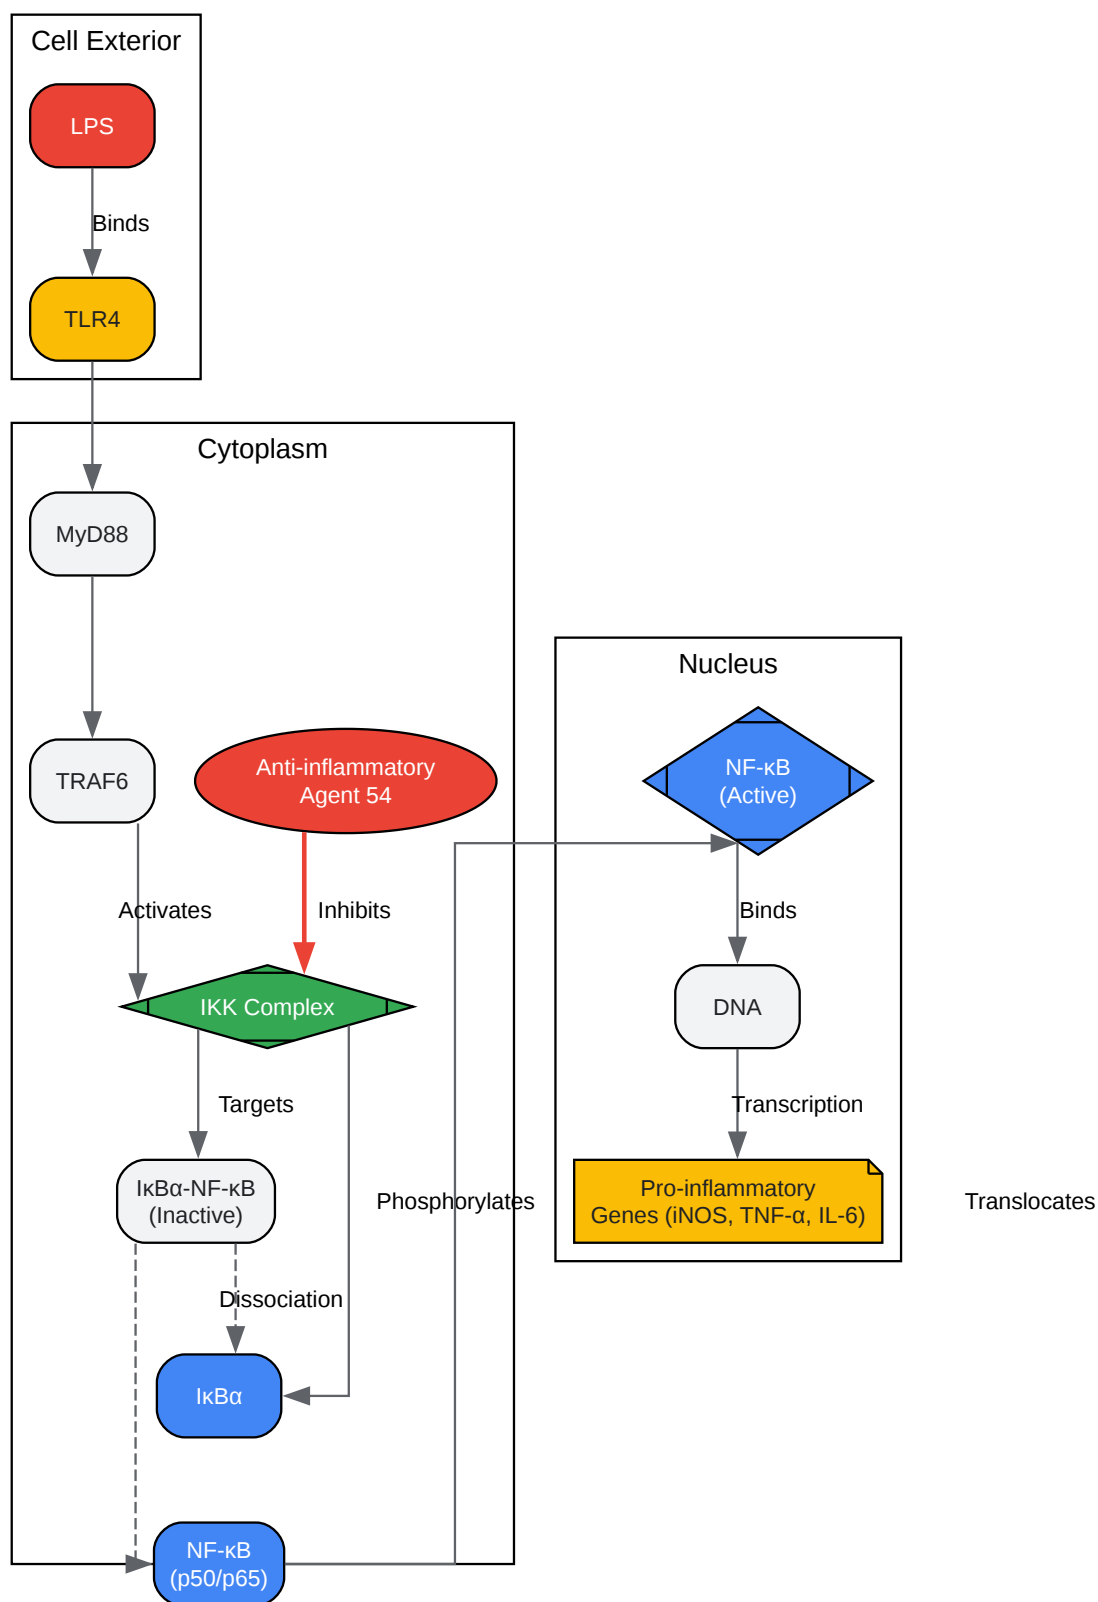 Cell Exterior
LPS
Binds
TLR4
Cytoplasm
MyD88
TRAF6
Anti-inflammatory
Agent 54
Activates
Inhibits
IKK Complex
Targets
IκBα-NF-κB
(Inactive)
Phosphorylates
Dissociation
IκBα
NF-κB
(p50/p65)
Nucleus
NF-κB
(Active)
Binds
DNA
Transcription
Pro-inflammatory
Genes (iNOS, TNF-α, IL-6)
Translocates